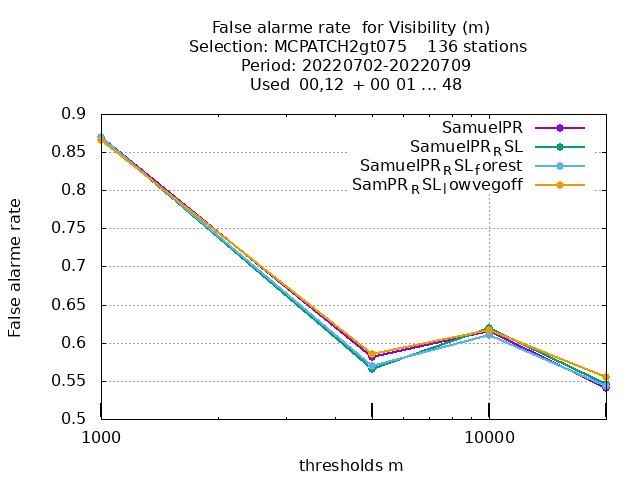 False alarme rate  for Visibility (m)
Selection: MCPATCH2gt075    136 stations
Period: 20220702-20220709
Used  00,12  + 00 01 ... 48
0.9
SamuelPR
SamuelPR_RSL
0.85
SamuelPR_RSL_forest
SamPR_RSL_lowvegoff
0.8
0.75
0.7
0.65
0.6
0.55
0.5
False alarme rate
1000
10000
thresholds m